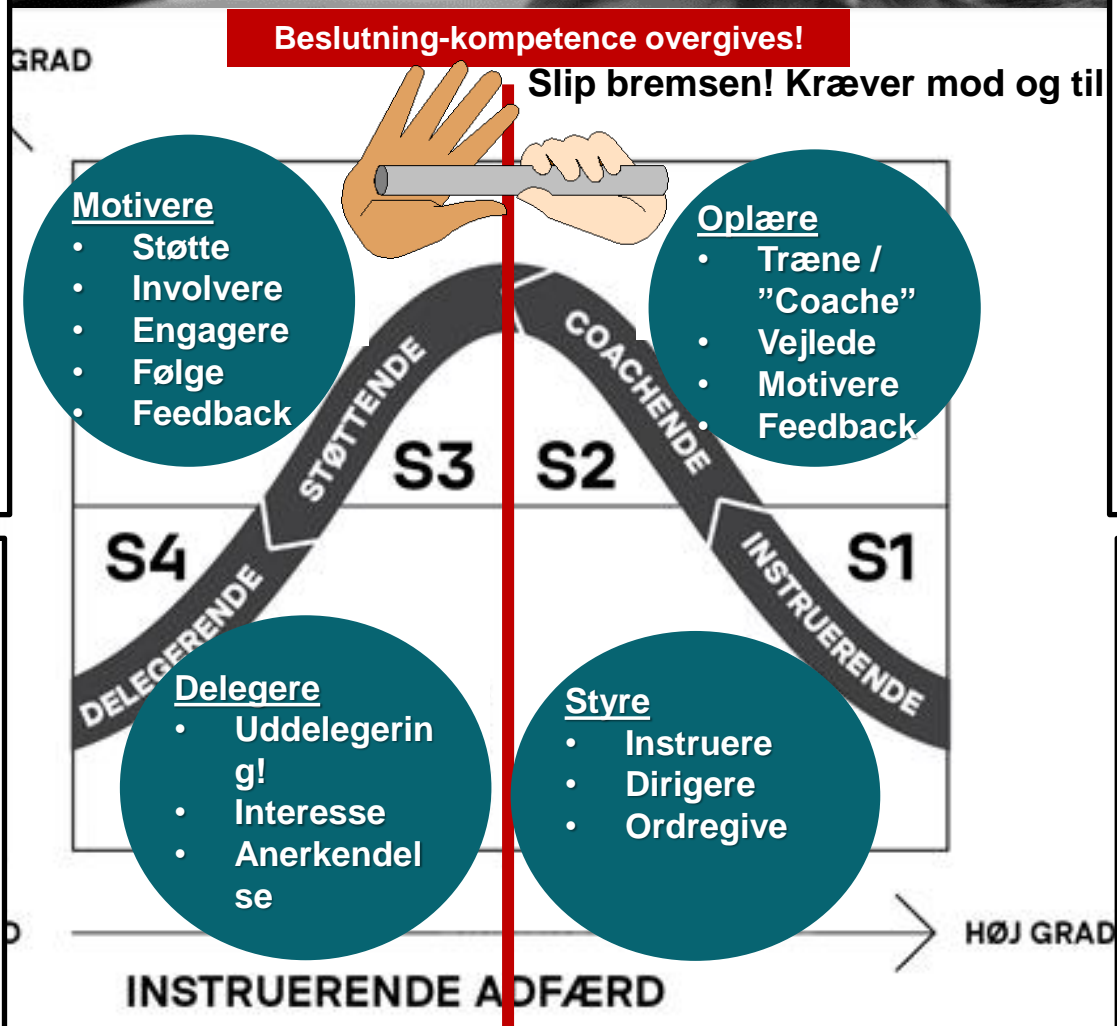 Beslutning-kompetence overgives!
GRAD
Slip bremsen! Kræver mod og til
Motivere
• Støtte
• Involvere
• Engagere
• Følge
• Feedback
Oplære
• Træne /
”Coache”
• Vejlede
• Motivere
• Feedback
STØTTENDE
COACHENDE
S3
S2
S4
S1
DELEGERENDE
INSTRUERENDE
Delegere
• Uddelegerin
g!
• Interesse
• Anerkendel
se
Styre
• Instruere
• Dirigere
• Ordregive
HØJ GRAD
INSTRUERENDE ADFÆRD